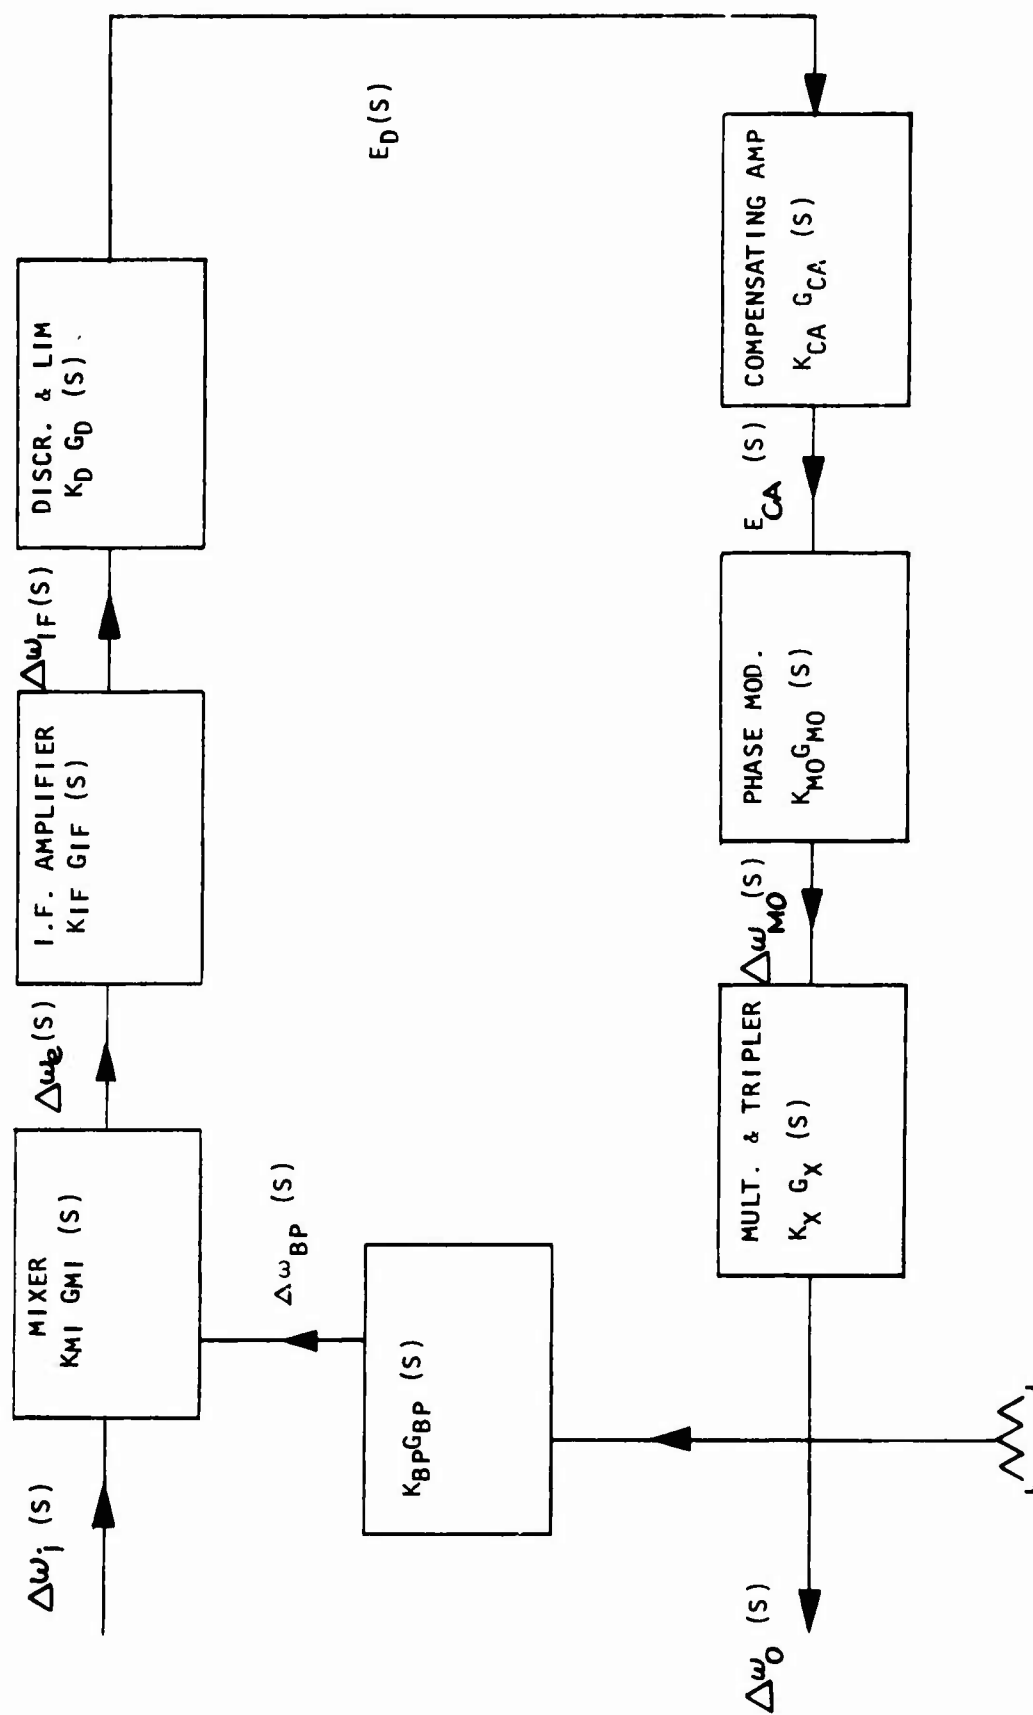 Δω_i (S)
MIXER
KMI GMI (S)
Δω_e (S)
I.F. AMPLIFIER
KIF GIF (S)
Δω_IF (S)
DISCR. & LIM
K_D G_D (S)
E_D (S)
Δω_BP (S)
K_BP G_BP (S)
Δω_O (S)
MULT. & TRIPLER
K_X G_X (S)
Δω_MO (S)
PHASE MOD.
K_MO G_MO (S)
E_CA (S)
COMPENSATING AMP
K_CA G_CA (S)